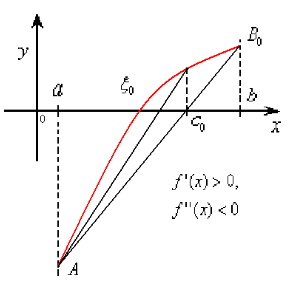 y
a
ξ₀
B₀
0
c₀
b
x
f'(x) > 0,
f''(x) < 0
A